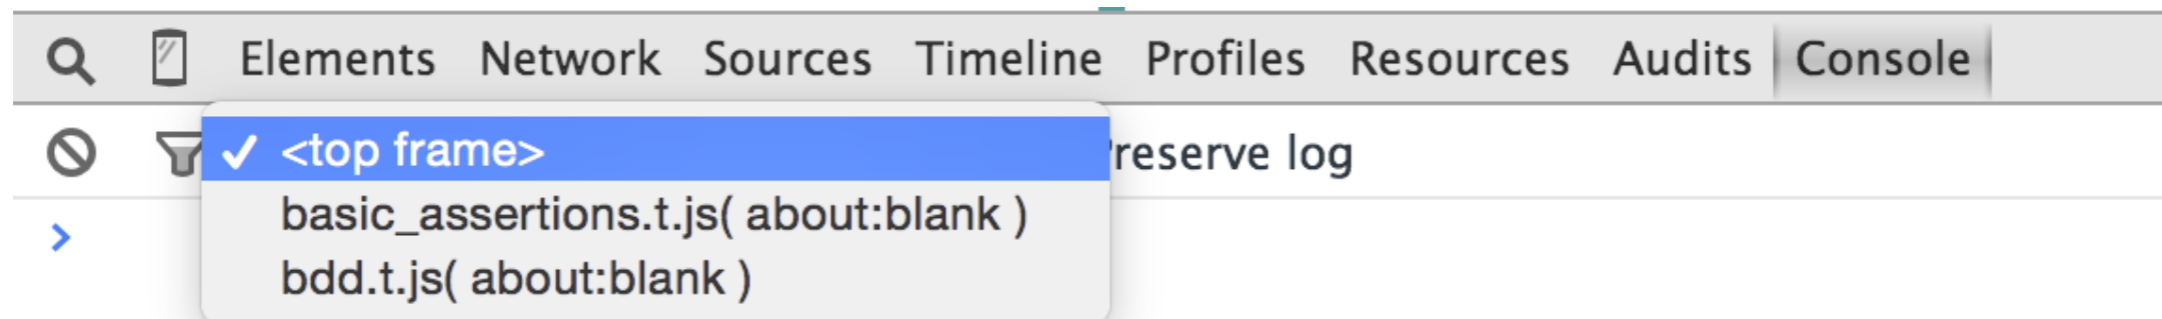 Elements Network Sources Timeline Profiles Resources Audits Console
✓ <top frame> reserve log
basic_assertions.t.js( about:blank )
bdd.t.js( about:blank )